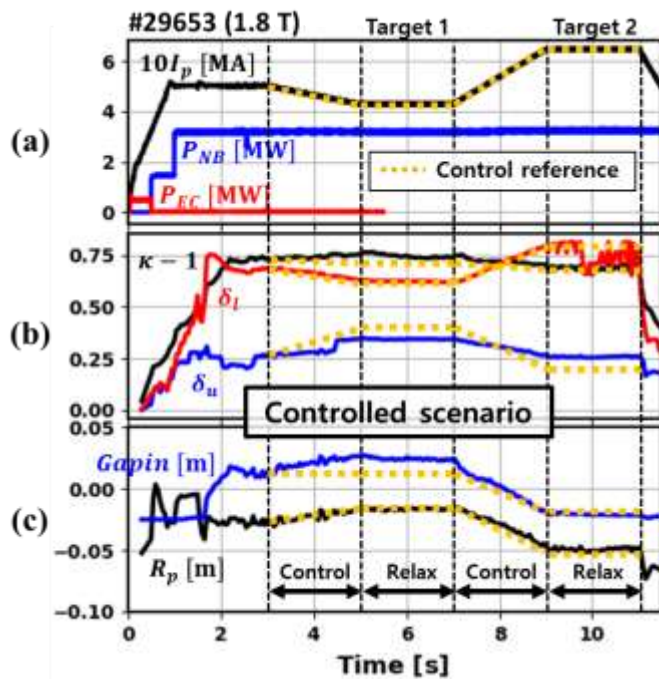 #29653 (1.8 T)
Target 1
Target 2
(a)
10I_p [MA]
P_NB [MW]
P_EC [MW]
Control reference
6
4
2
0
(b)
κ − 1
δ_l
δ_u
0.75
0.50
0.25
0.00
Controlled scenario
(c)
Gapin [m]
R_p [m]
0.05
0.00
−0.05
−0.10
Control
Relax
Control
Relax
0
2
4
6
8
10
Time [s]